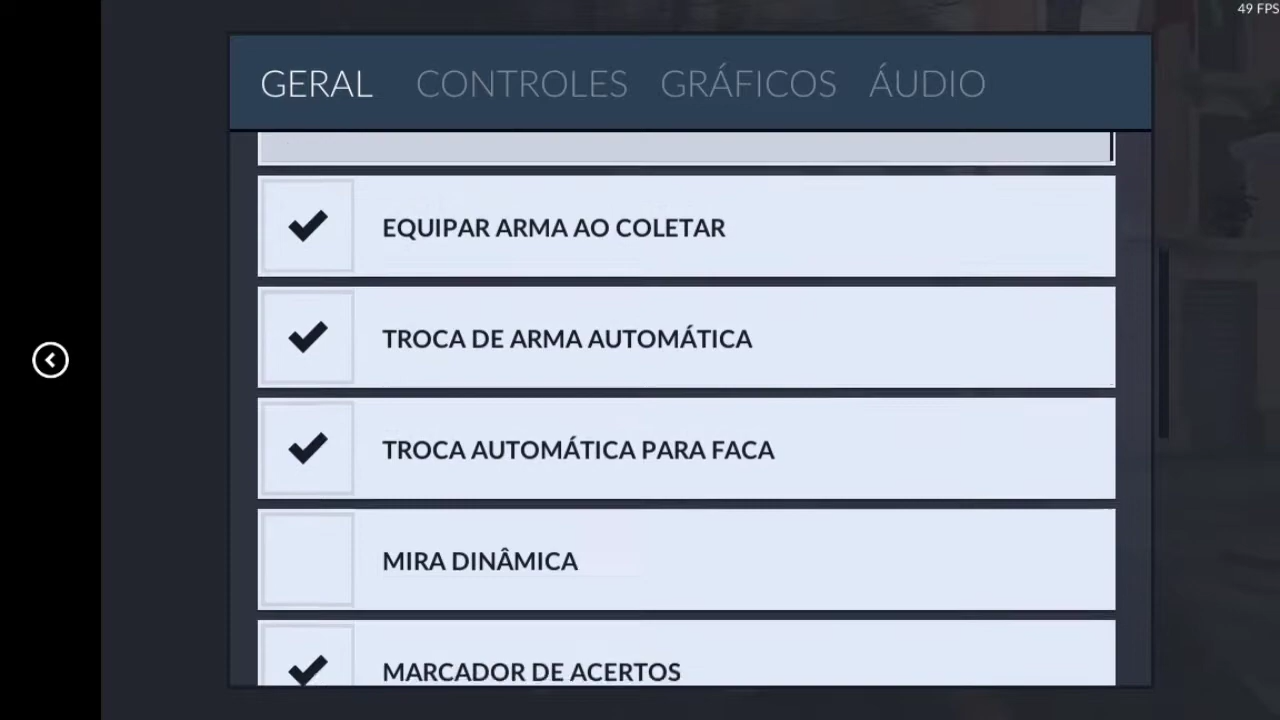 49 FPS
GERAL CONTROLES GRÁFICOS ÁUDIO
EQUIPAR ARMA AO COLETAR
TROCA DE ARMA AUTOMÁTICA
TROCA AUTOMÁTICA PARA FACA
MIRA DINÂMICA
MARCADOR DE ACERTOS